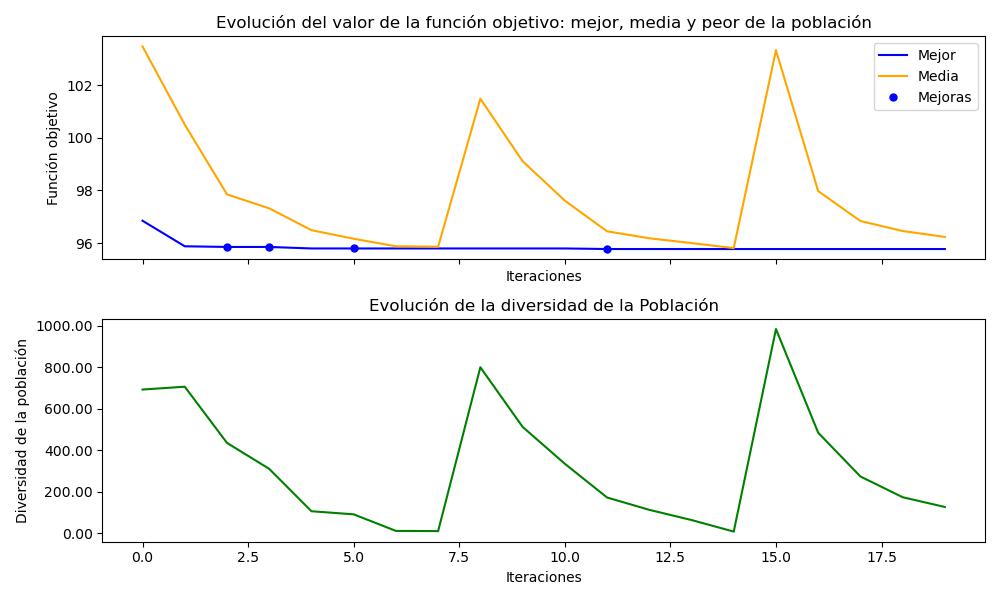 Evolución del valor de la función objetivo: mejor, media y peor de la población
Función objetivo
102
100
98
96
Mejor
Media
Mejoras
Iteraciones
Evolución de la diversidad de la Población
Diversidad de la población
1000.00
800.00
600.00
400.00
200.00
0.00
0.0 2.5 5.0 7.5 10.0 12.5 15.0 17.5
Iteraciones